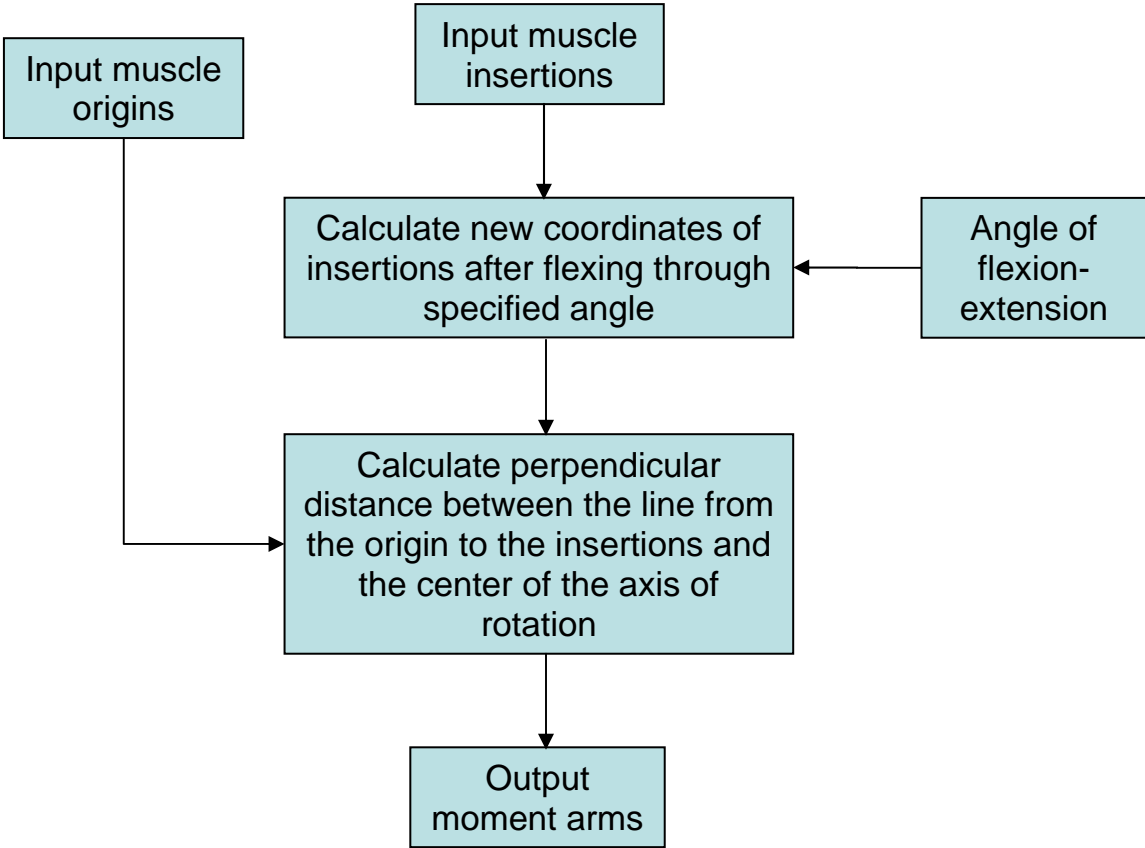 Input muscle
origins
Input muscle
insertions
Calculate new coordinates of
insertions after flexing through
specified angle
Angle of
flexion-
extension
Calculate perpendicular
distance between the line from
the origin to the insertions and
the center of the axis of
rotation
Output
moment arms